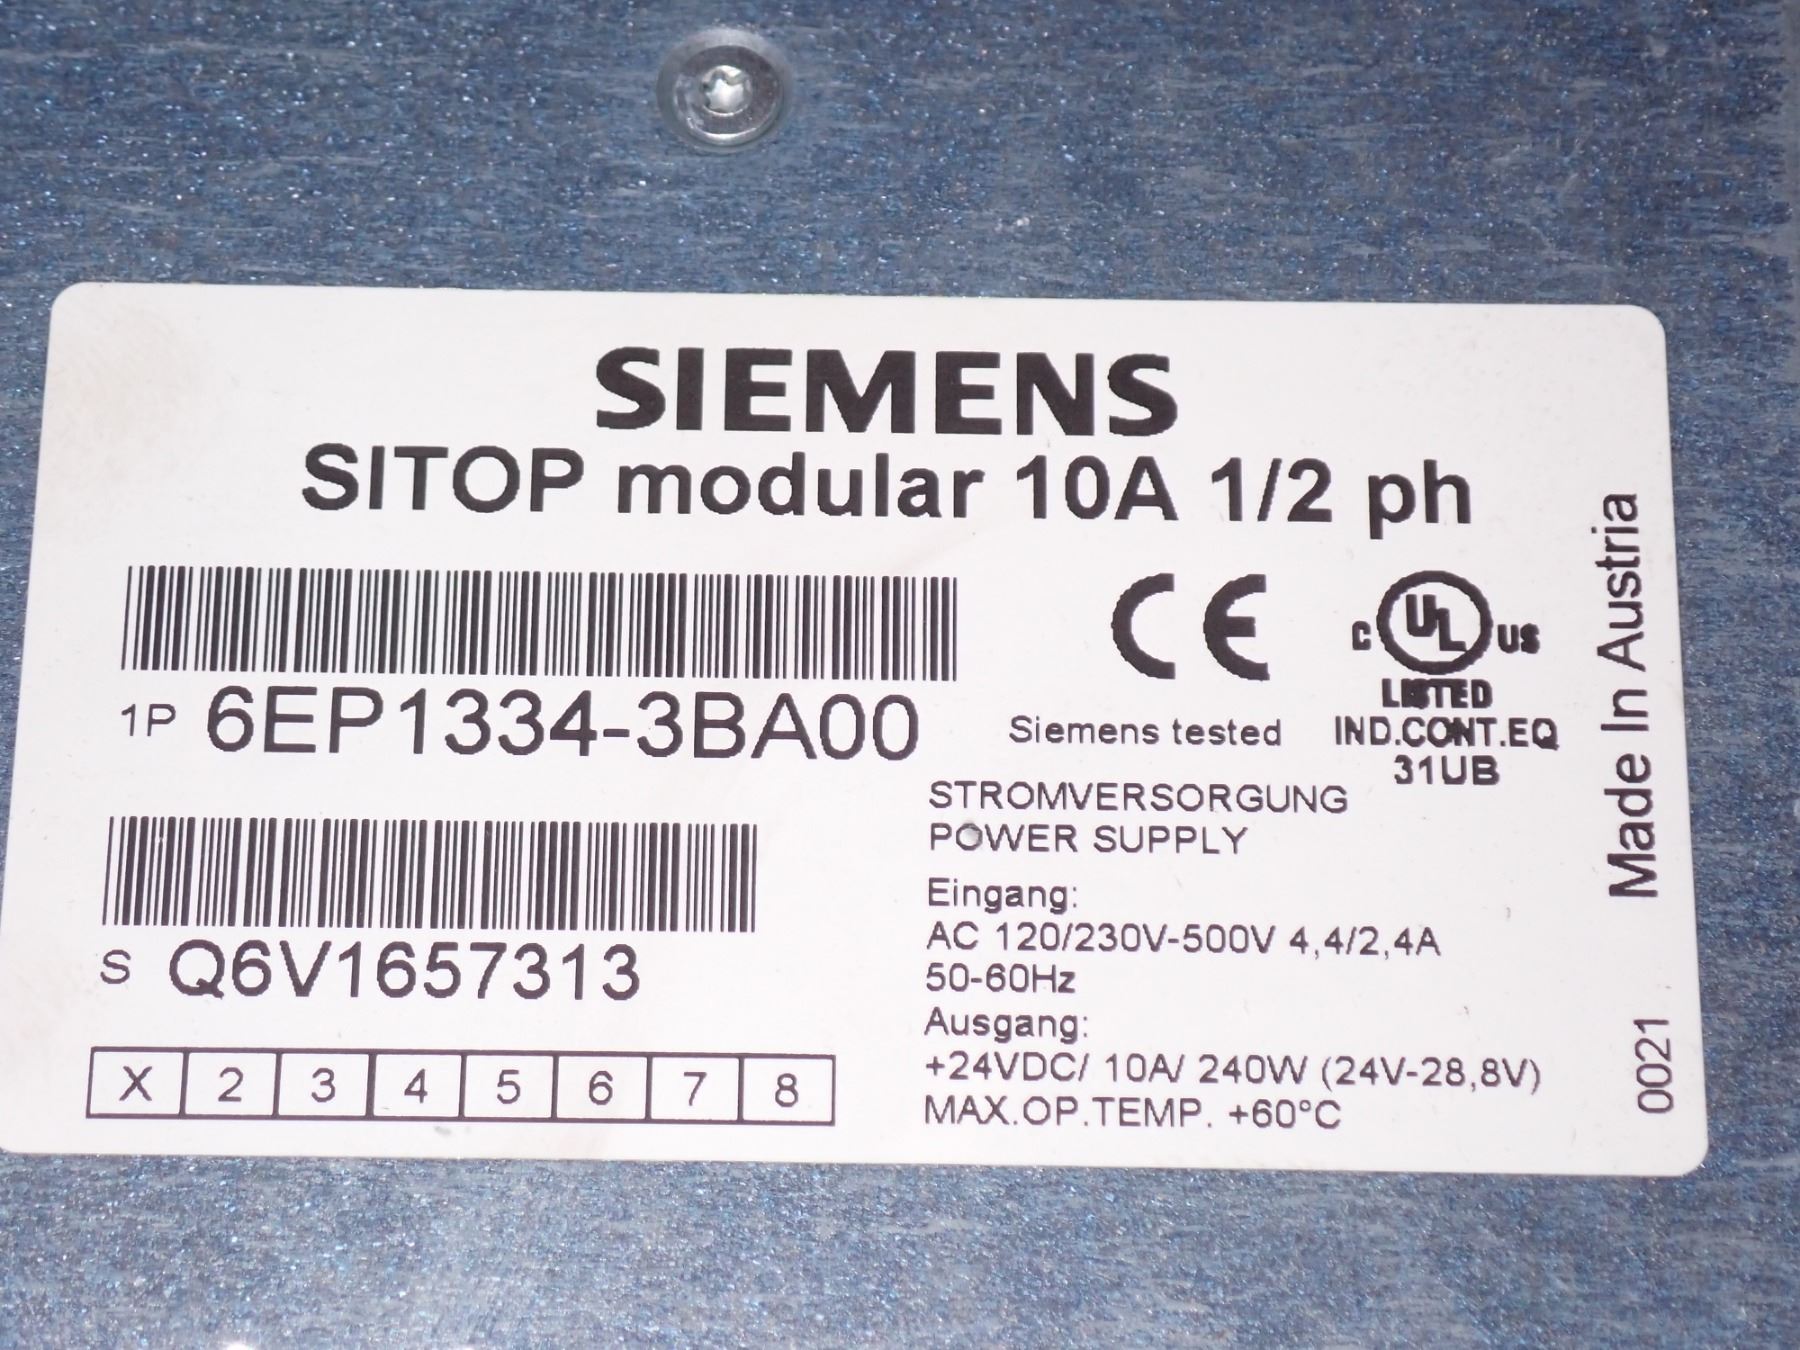 SIEMENS
SITOP modular 10A 1/2 ph
1P 6EP1334-3BA00
S Q6V1657313
X 2 3 4 5 6 7 8
CE
Siemens tested
C UL US
LISTED
IND.CONT.EQ
31UB
STROMVERSORGUNG
POWER SUPPLY
Eingang:
AC 120/230V-500V 4,4/2,4A
50-60Hz
Ausgang:
+24VDC/ 10A/ 240W (24V-28,8V)
MAX.OP.TEMP. +60°C
Made In Austria
0021